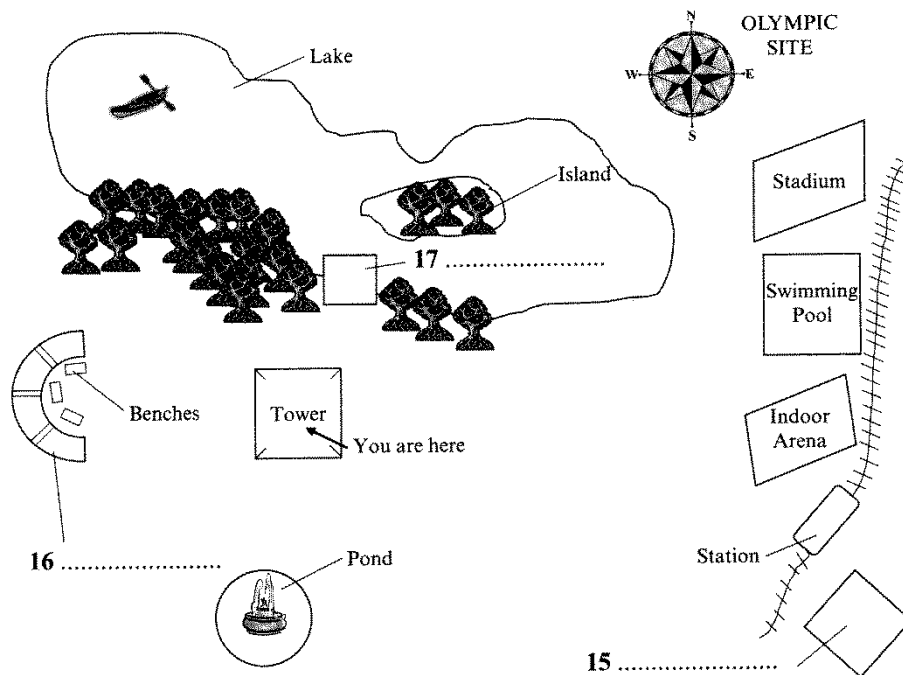 OLYMPIC
SITE
N
W
E
S
Lake
Island
Stadium
17 ........................
Swimming
Pool
Benches
Tower
You are here
Indoor
Arena
Station
16 ........................
Pond
15 ........................